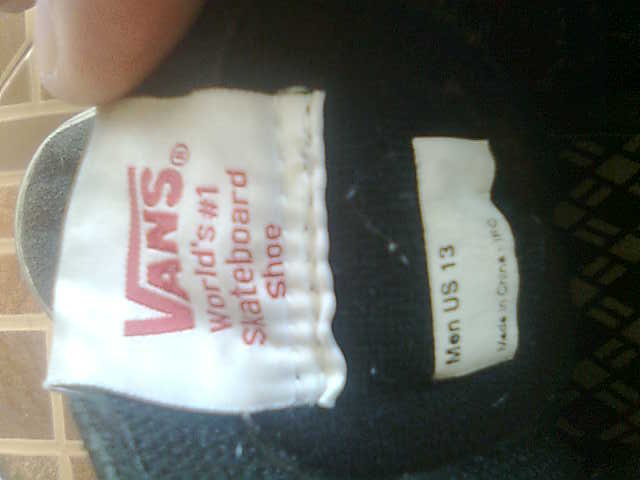 VANS®
World's #1
Skateboard
shoe
Men US 13
Made in China